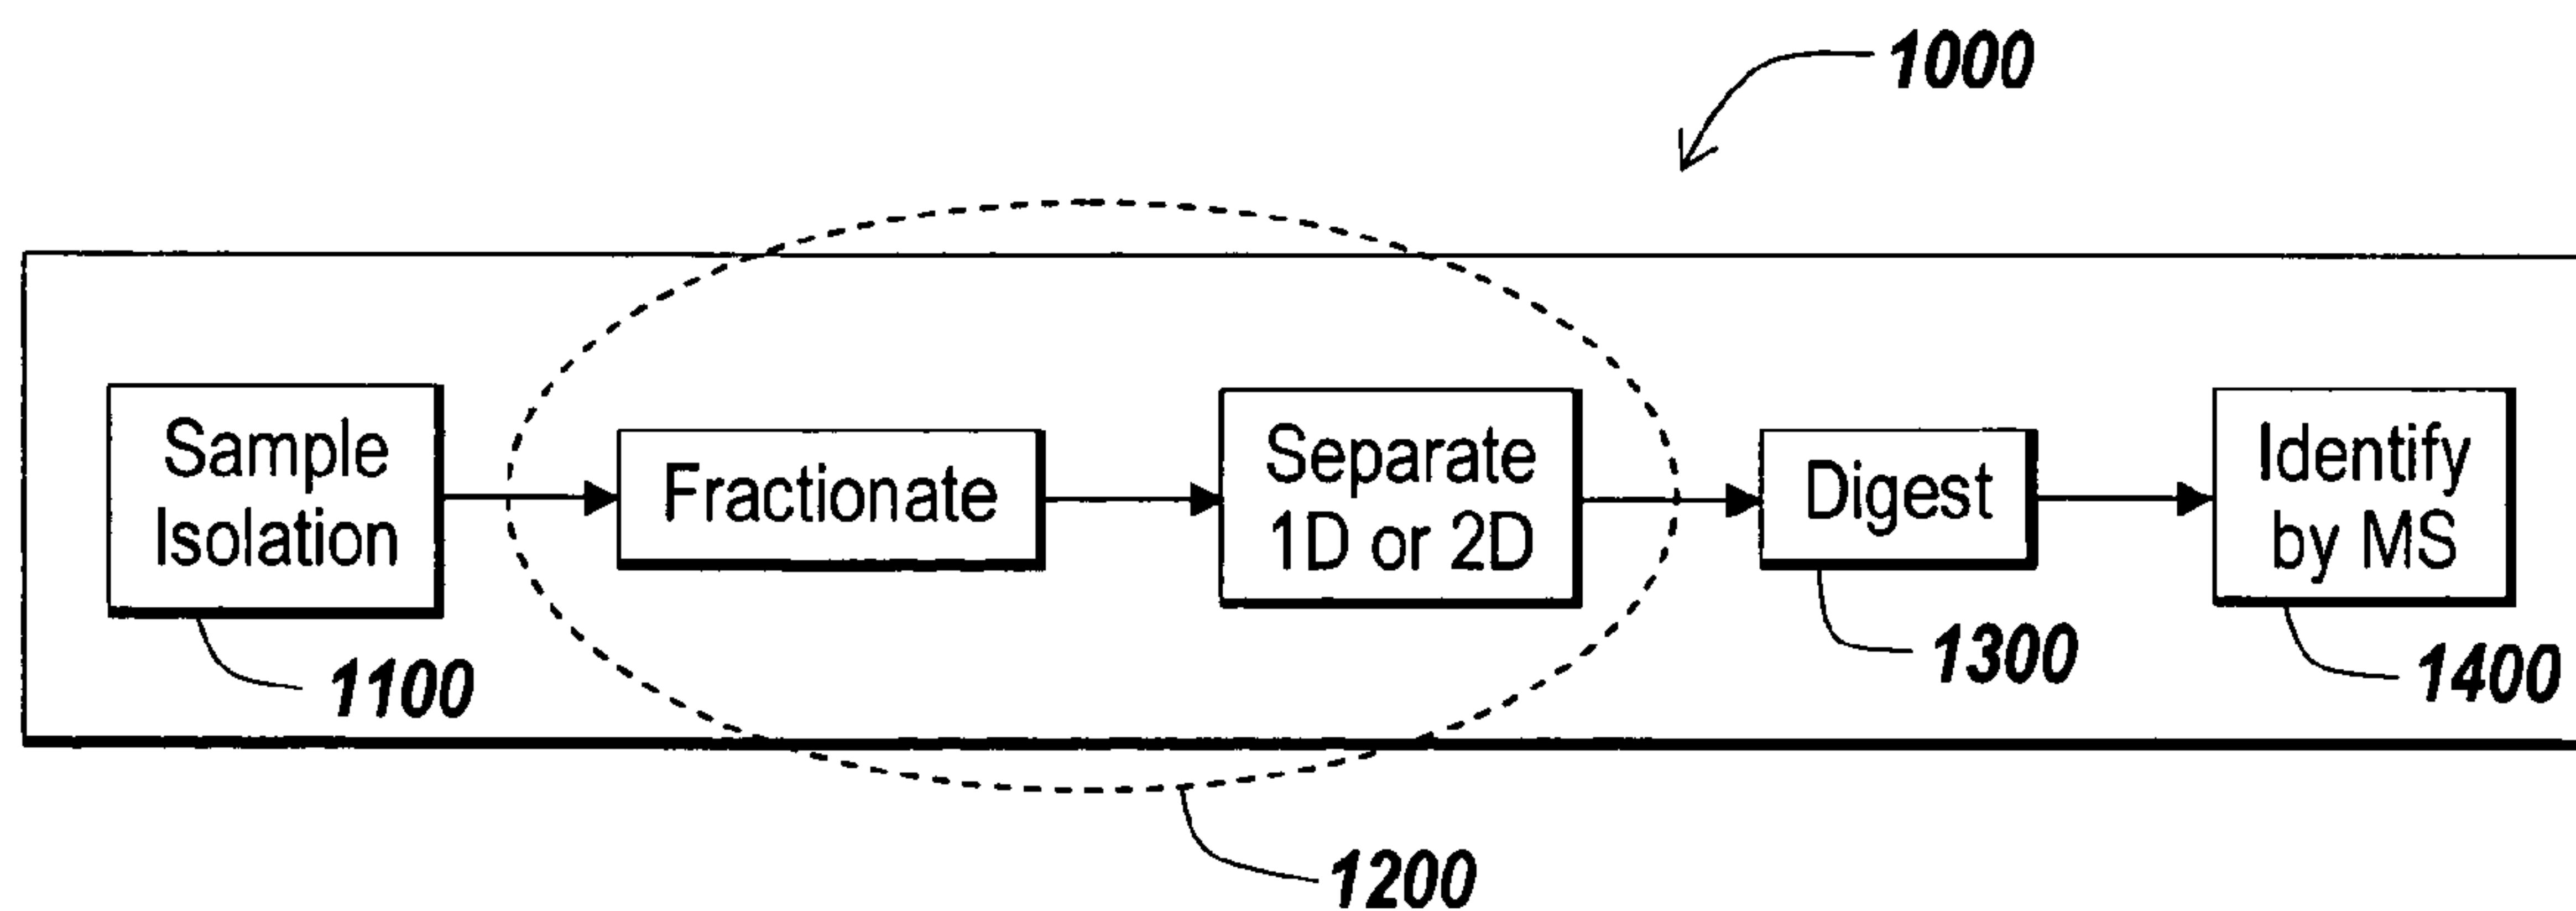 1000
Sample
Isolation
Fractionate
Separate
1D or 2D
Digest
Identify
by MS
1100
1300
1400
1200